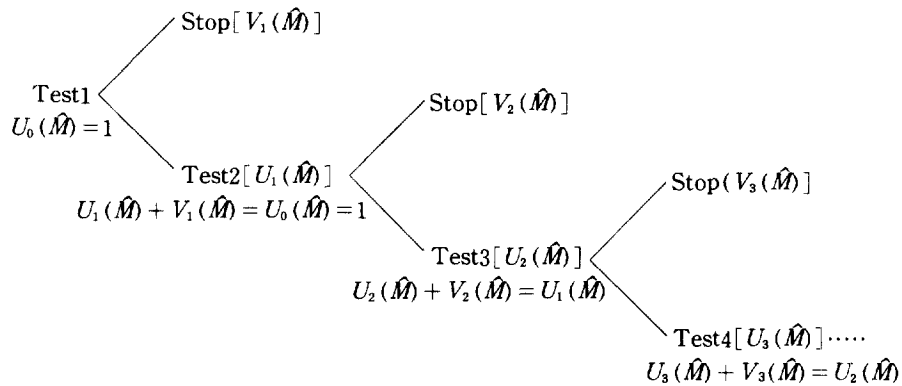 Stop[ V₁(M̂) ]
Test1
U₀(M̂) = 1
Stop[ V₂(M̂) ]
Test2[ U₁(M̂) ]
U₁(M̂) + V₁(M̂) = U₀(M̂) = 1
Stop( V₃(M̂) ]
Test3[ U₂(M̂) ]
U₂(M̂) + V₂(M̂) = U₁(M̂)
Test4[ U₃(M̂) ] ·····
U₃(M̂) + V₃(M̂) = U₂(M̂)